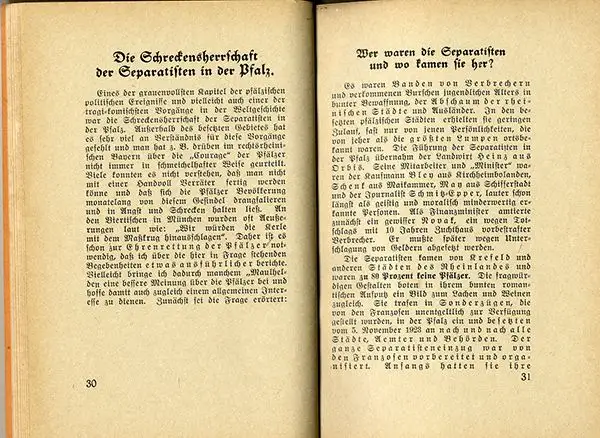 Die Schreckensherrschaft
der Separatisten in der Pfalz.
Eines der grauenvollsten Kapitel der pfälzischen
politischen Ereignisse und vielleicht auch einer der
tragi-komischsten Vorgänge in der Weltgeschichte
war die Schreckensherrschaft der Separatisten in
der Pfalz. Außerhalb des besetzten Gebietes hat
es sehr viel an Verständnis für diese Vorgänge
gefehlt und man hat z. B. drüben im rechtsrheini-
schen Bayern über die „Courage" der Pfälzer
nicht immer in schmeichelhafter Weise geurteilt.
Viele konnten es nicht verstehen, daß man nicht
mit einer Handvoll Verräter fertig werden
könne und daß sich die Pfälzer Bevölkerung
monatelang von diesem Gesindel drangsalieren
und in Angst und Schrecken halten ließ. An
den Biertischen in München wurden oft Äuße-
rungen laut wie: „Wir würden die Kerle
mit dem Maßkrug hinausschlagen". Daher ist es
schon zur Ehrenrettung der Pfälzer not-
wendig, daß ich über die hier in Frage stehenden
Begebenheiten etwas ausführlicher berichte.
Vielleicht bringe ich dadurch manchem „Maulhel-
den eine bessere Meinung über die Pfälzer bei und
hoffe damit auch zugleich einem allgemeinen Inter-
esse zu dienen. Zunächst sei die Frage erörtert:
30
Wer waren die Separatisten
und wo kamen sie her?
Es waren Banden von Verbrechern
und verkommenen Burschen jugendlichen Alters in
bunter Bewaffnung, der Abschaum der rhei-
nischen Städte und Ausländer. In den be-
setzten pfälzischen Städten erhielten sie geringen
Zulauf, fast nur von jenen Persönlichkeiten, die
von jeher als die größten Lumpen ortsbe-
kannt waren. Die Führung der Separatisten in
der Pfalz übernahm der Landwirt Heinz aus
Orbis. Seine Mitarbeiter und „Minister" wa-
ren der Kaufmann Bley aus Kirchheimbolanden,
Schenk aus Maikammer, May aus Schifferstadt
und der Journalist Schmitz-Epper, lauter schon
längst als geistig und moralisch minderwertig er-
kannte Personen. Als Finanzminister amtierte
zunächst ein gewisser Novak, ein wegen Tot-
schlags mit 10 Jahren Zuchthaus vorbestrafter
Verbrecher. Er mußte später wegen Unter-
schlagung von Geldern abgesetzt werden.
Die Separatisten kamen von Krefeld und
anderen Städten des Rheinlandes und
waren zu 80 Prozent keine Pfälzer. Die fragwür-
digen Gestalten boten in ihrem bunten roman-
tischen Aufputz ein Bild zum Lachen und Weinen
zugleich. Sie trafen in Sonderzügen, die
von den Franzosen unentgeltlich zur Verfügung
gestellt wurden, in der Pfalz ein und besetzten
vom 5. November 1923 an nach und nach alle
Städte, Aemter und Behörden. Der
ganze Separatisteneinzug war von
den Franzosen vorbereitet und orga-
nisiert. Anfangs hatten sie ihre
31